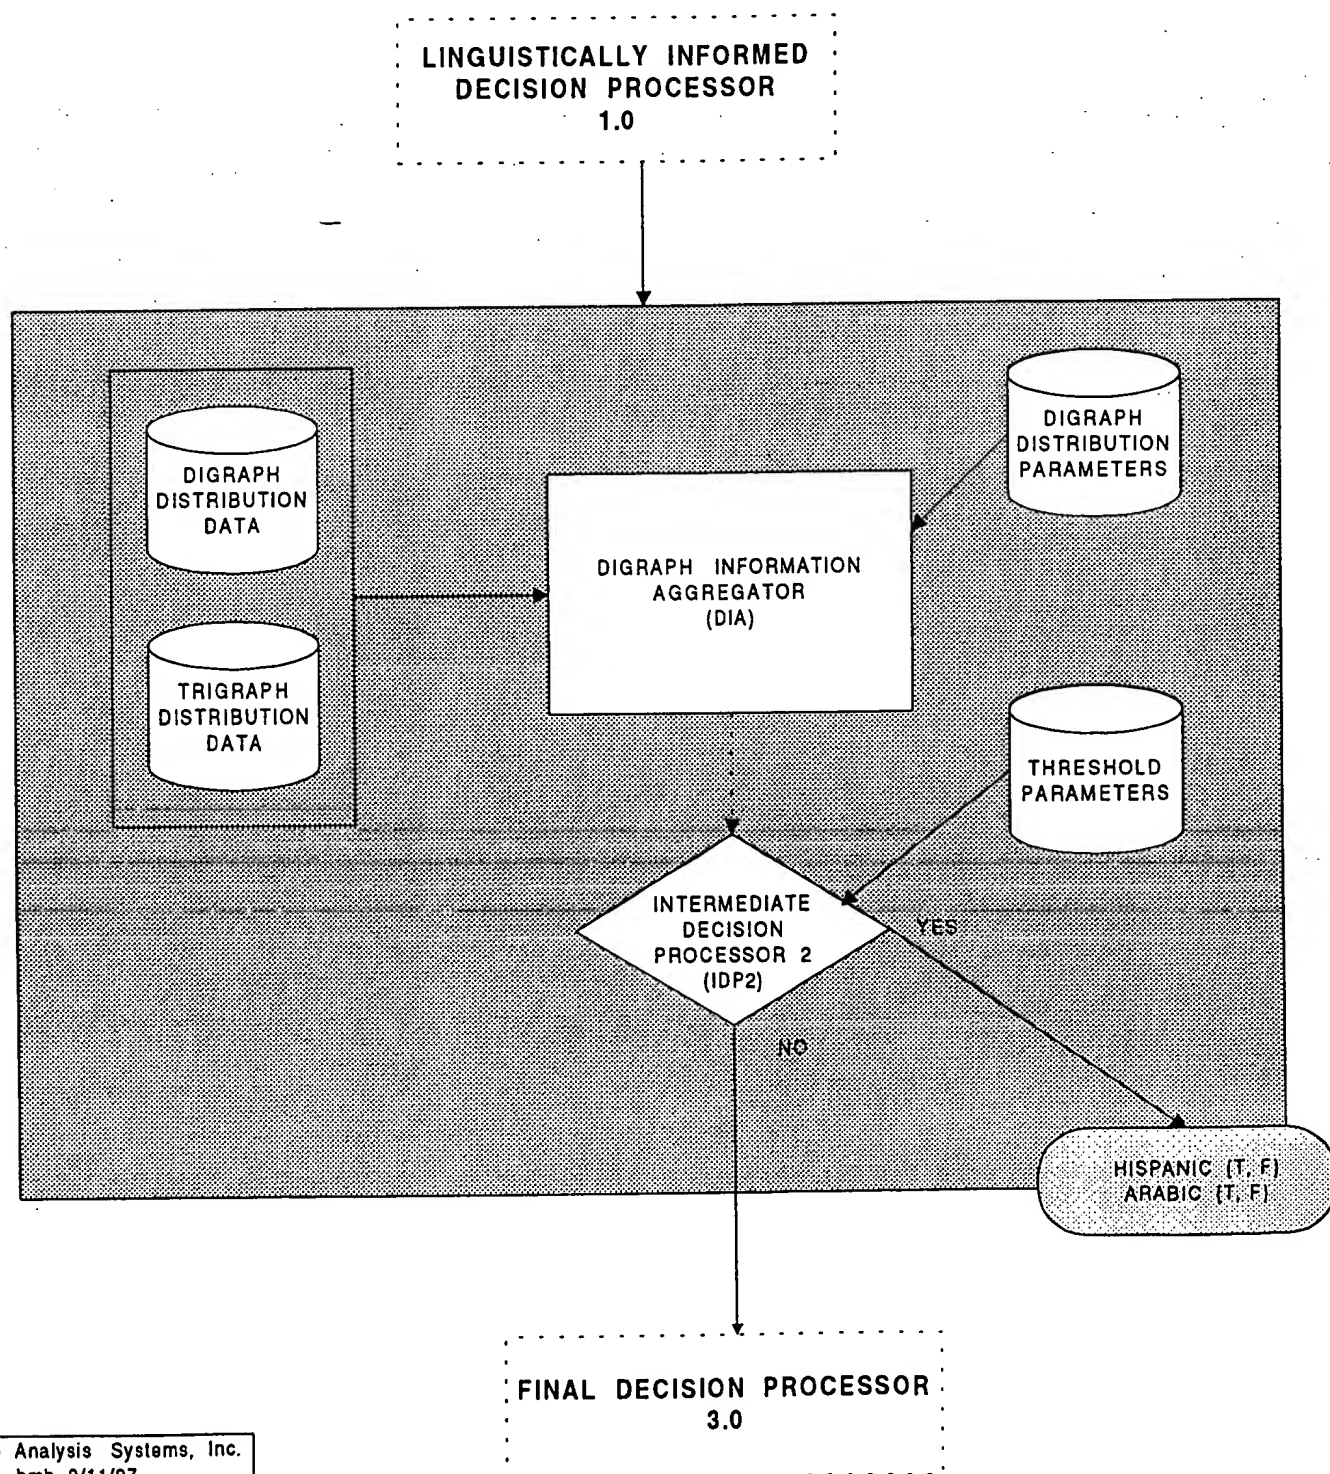 LINGUISTICALLY INFORMED
DECISION PROCESSOR
1.0
DIGRAPH
DISTRIBUTION
DATA
TRIGRAPH
DISTRIBUTION
DATA
DIGRAPH INFORMATION
AGGREGATOR
(DIA)
DIGRAPH
DISTRIBUTION
PARAMETERS
THRESHOLD
PARAMETERS
INTERMEDIATE
DECISION
PROCESSOR 2
(IDP2)
YES
NO
HISPANIC (T, F)
ARABIC (T, F)
FINAL DECISION PROCESSOR
3.0
Analysis Systems, Inc.